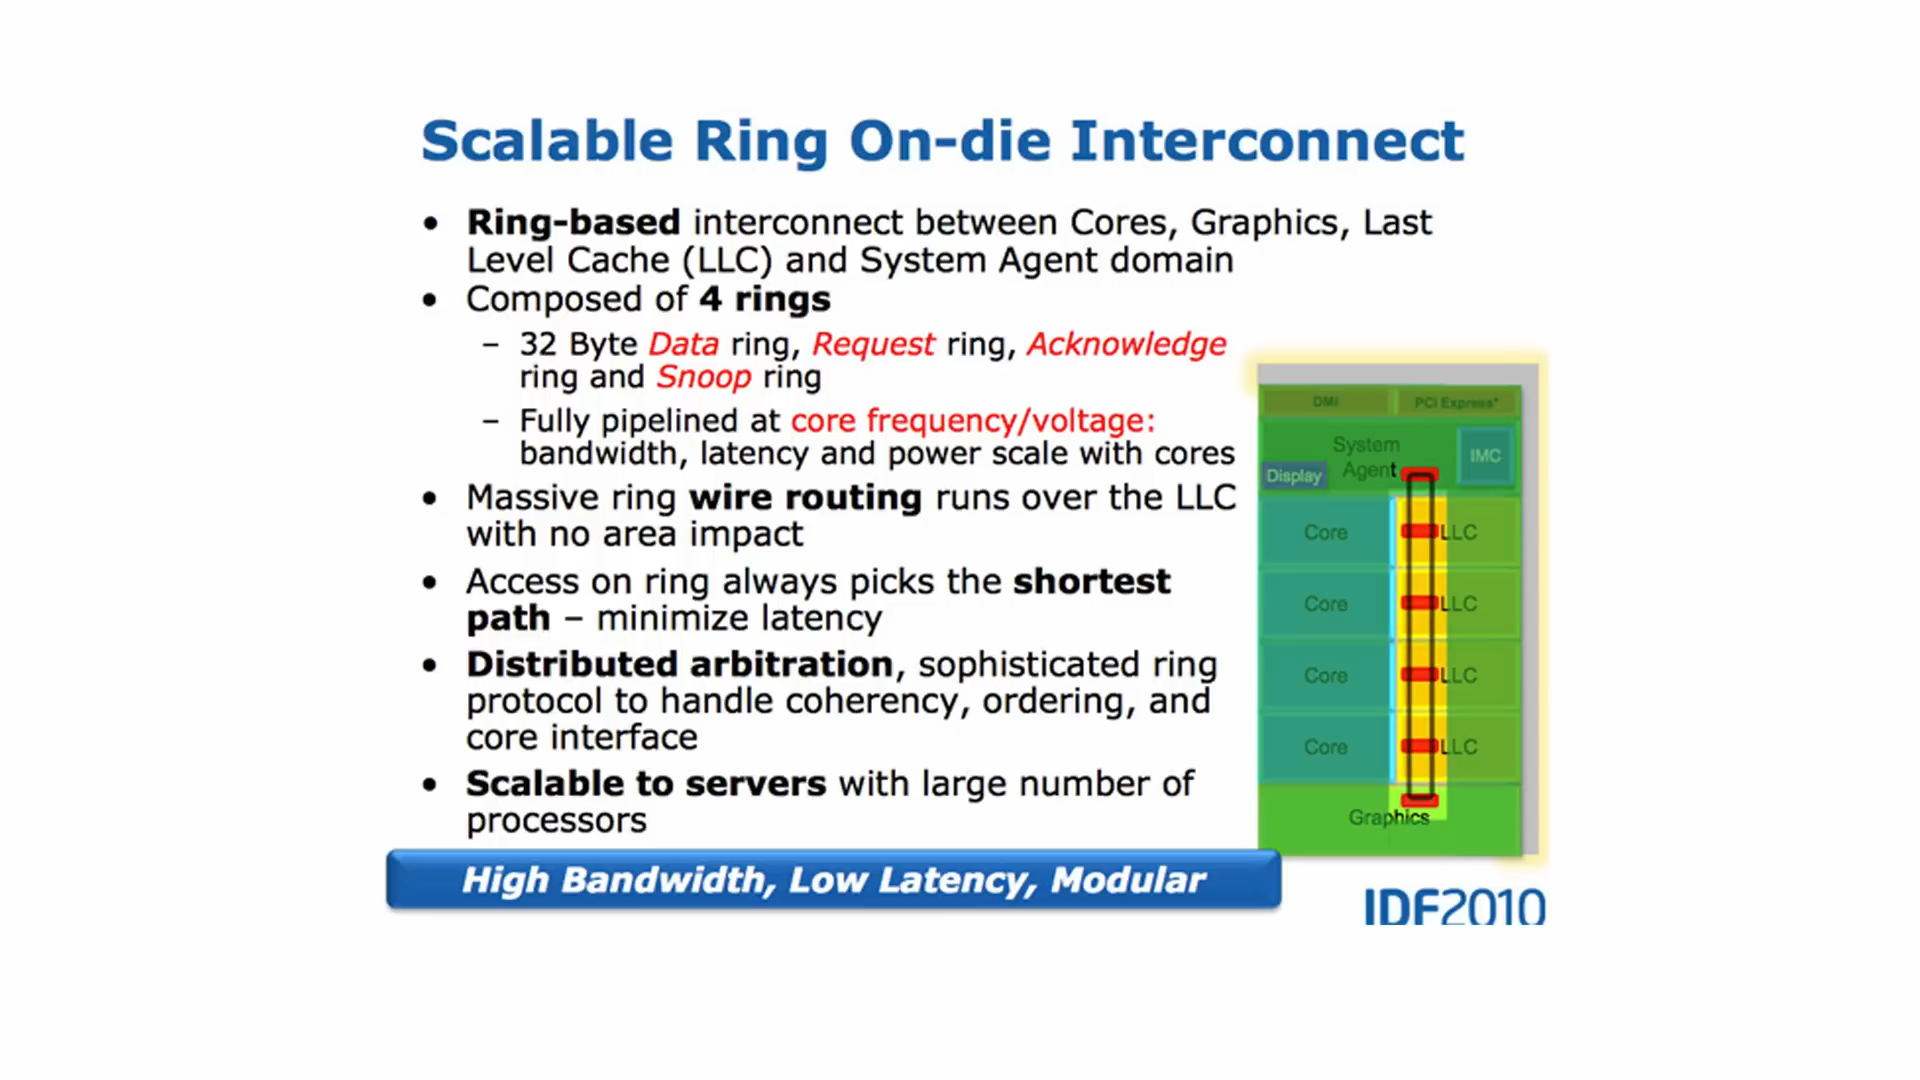 Scalable Ring On-die Interconnect
• Ring-based interconnect between Cores, Graphics, Last
Level Cache (LLC) and System Agent domain
• Composed of 4 rings
– 32 Byte Data ring, Request ring, Acknowledge
ring and Snoop ring
– Fully pipelined at core frequency/voltage:
bandwidth, latency and power scale with cores
• Massive ring wire routing runs over the LLC
with no area impact
• Access on ring always picks the shortest
path – minimize latency
• Distributed arbitration, sophisticated ring
protocol to handle coherency, ordering, and
core interface
• Scalable to servers with large number of
processors
High Bandwidth, Low Latency, Modular
DMI PCI Express*
System
Agent
IMC
Display
Core LLC
Core LLC
Core LLC
Core LLC
Graphics
IDF2010